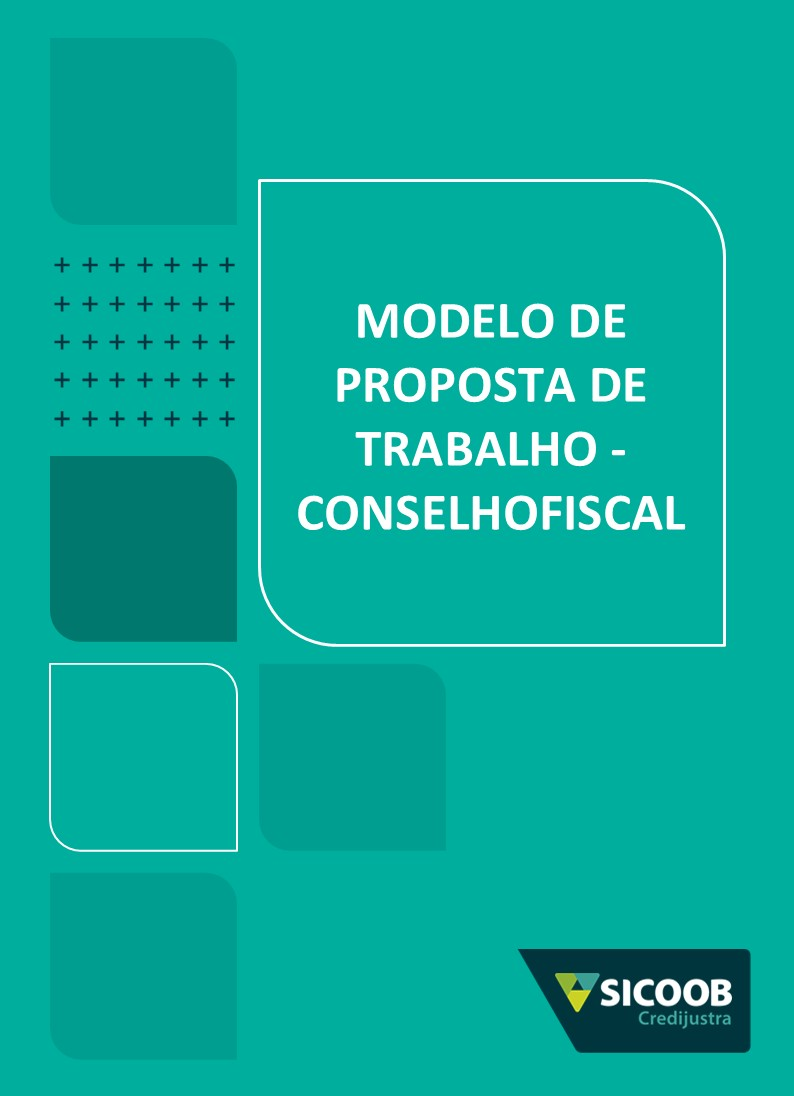 MODELO DE
PROPOSTA DE
TRABALHO -
CONSELHOFISCAL
SICOOB
Credijustra